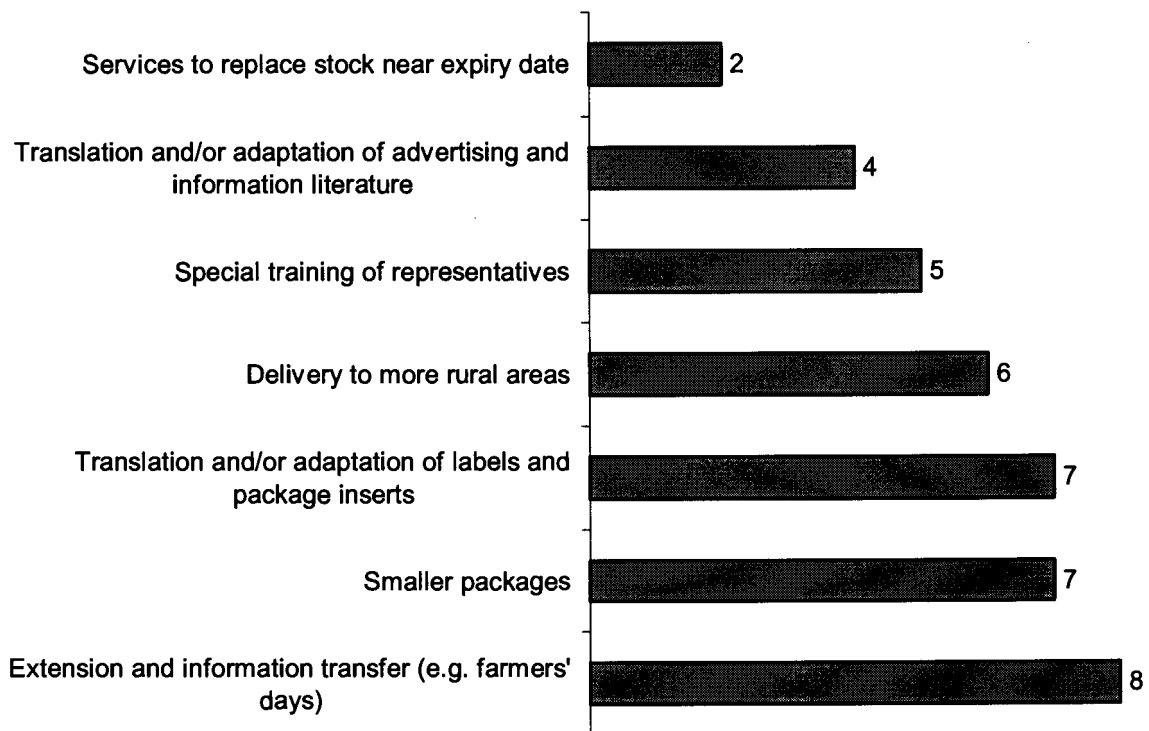 Services to replace stock near expiry date
2
Translation and/or adaptation of advertising and
information literature
4
Special training of representatives
5
Delivery to more rural areas
6
Translation and/or adaptation of labels and
package inserts
7
Smaller packages
7
Extension and information transfer (e.g. farmers'
days)
8